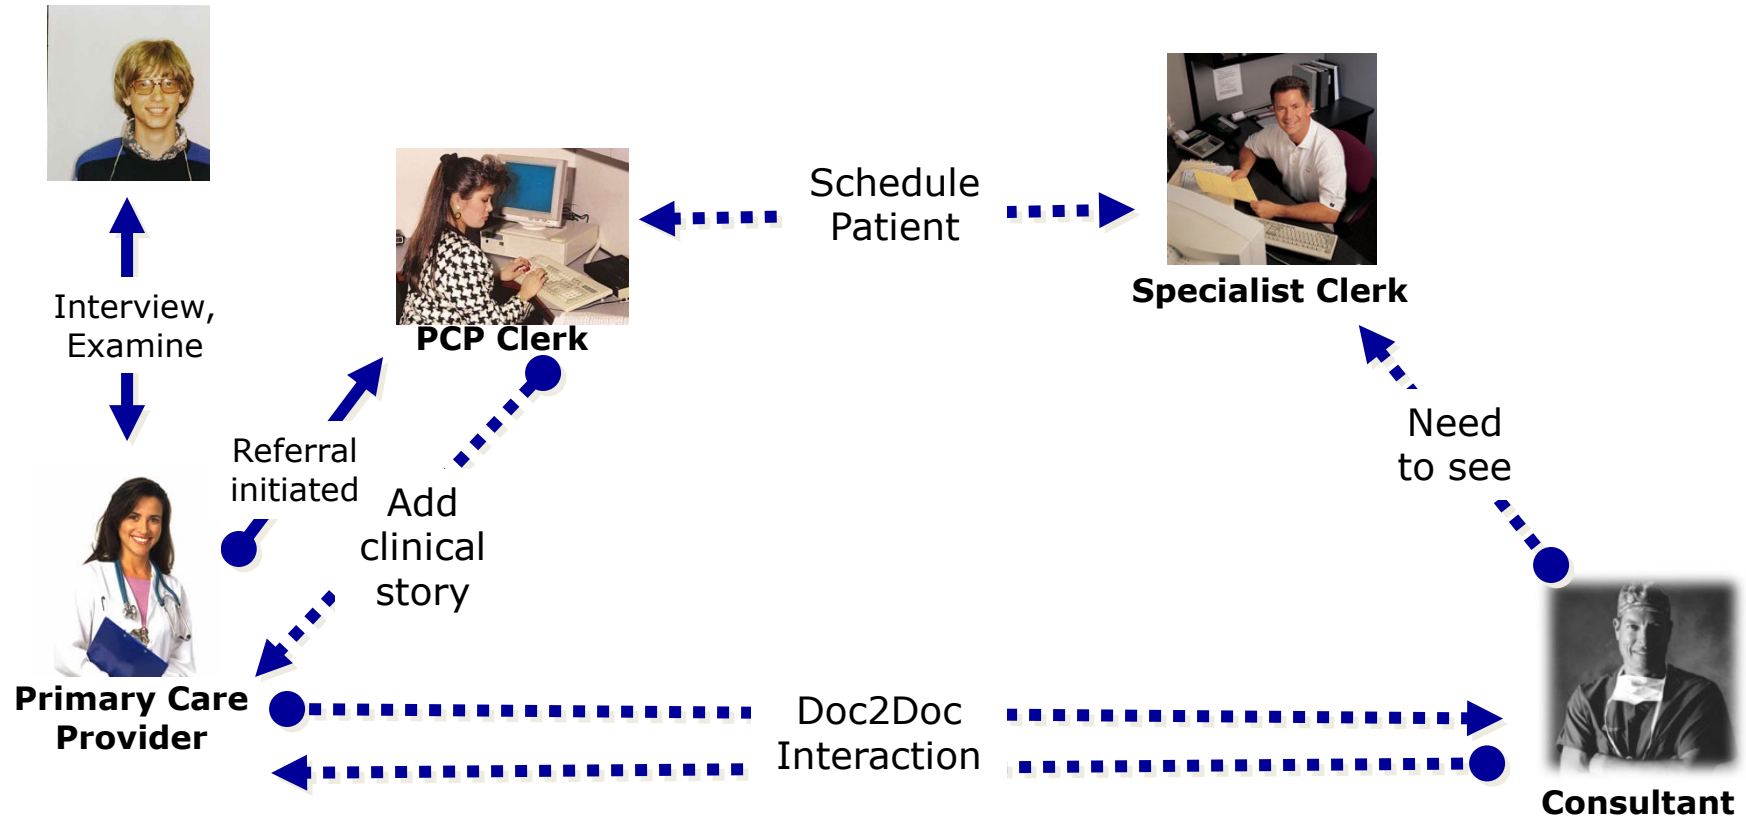 Interview,
Examine
PCP Clerk
Schedule
Patient
Specialist Clerk
Referral
initiated
Add
clinical
story
Need
to see
Primary Care
Provider
Doc2Doc
Interaction
Consultant